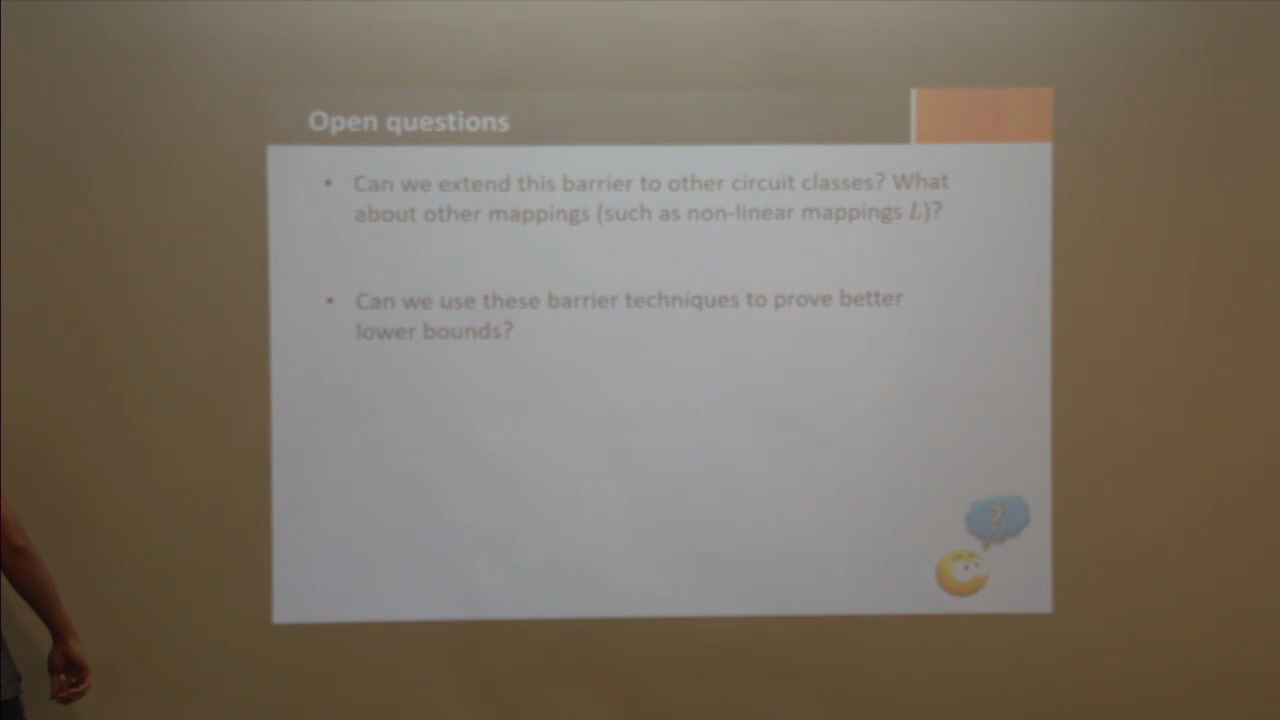 Open questions
• Can we extend this barrier to other circuit classes? What
about other mappings (such as non-linear mappings L)?
• Can we use these barrier techniques to prove better
lower bounds?
?